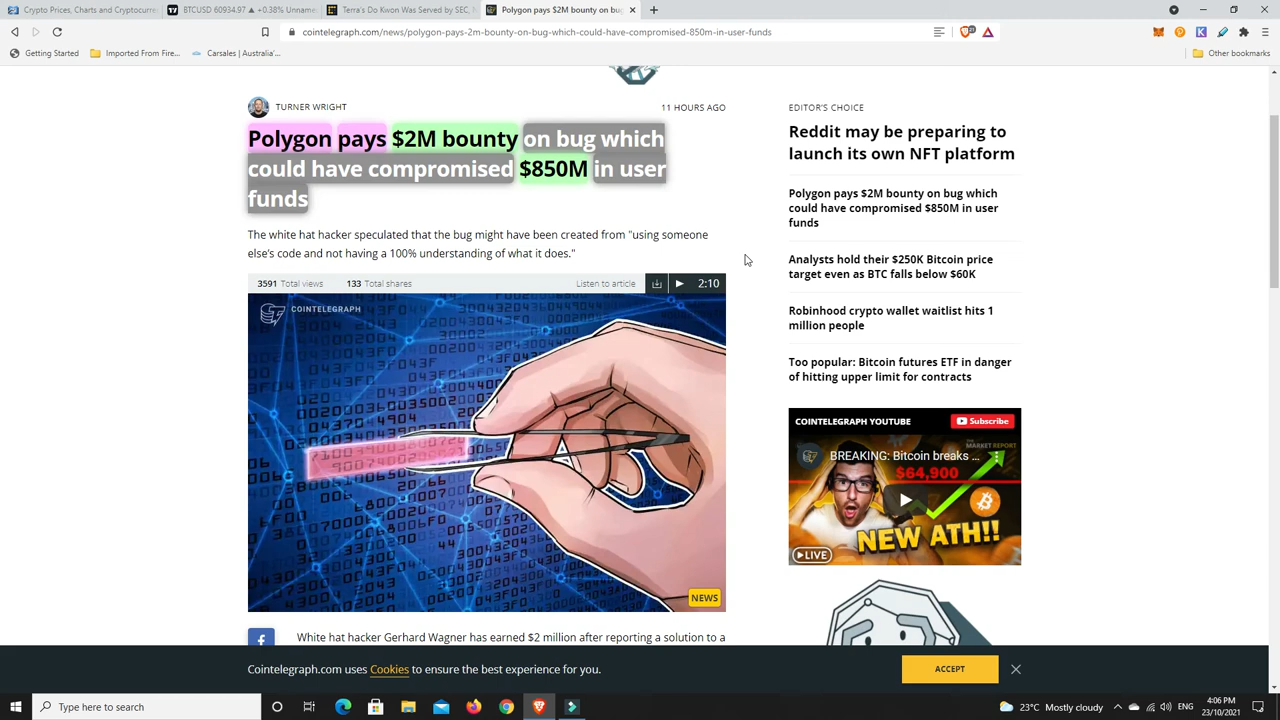 Crypto Prices, Charts and Cryptocurr
BTCUSD 60934.97 ▲ +0.38% Unname
Terra's Do Kwon Was Served by SEC, N
Polygon pays $2M bounty on bug
cointelegraph.com/news/polygon-pays-2m-bounty-on-bug-which-could-have-compromised-850m-in-user-funds
Getting Started
Imported From Fire...
Carsales | Australia'...
Other bookmarks
TURNER WRIGHT
11 HOURS AGO
Polygon pays $2M bounty on bug which
could have compromised $850M in user
funds
The white hat hacker speculated that the bug might have been created from "using someone
else's code and not having a 100% understanding of what it does."
3591 Total views
133 Total shares
Listen to article
2:10
COINTELEGRAPH
NEWS
White hat hacker Gerhard Wagner has earned $2 million after reporting a solution to a
EDITOR'S CHOICE
Reddit may be preparing to
launch its own NFT platform
Polygon pays $2M bounty on bug which
could have compromised $850M in user
funds
Analysts hold their $250K Bitcoin price
target even as BTC falls below $60K
Robinhood crypto wallet waitlist hits 1
million people
Too popular: Bitcoin futures ETF in danger
of hitting upper limit for contracts
COINTELEGRAPH YOUTUBE
Subscribe
THE
MARKET REPORT
BREAKING: Bitcoin breaks ...
$64,900
NEW ATH!!
LIVE
Cointelegraph.com uses Cookies to ensure the best experience for you.
ACCEPT
Type here to search
23°C Mostly cloudy
ENG
4:06 PM
23/10/2021